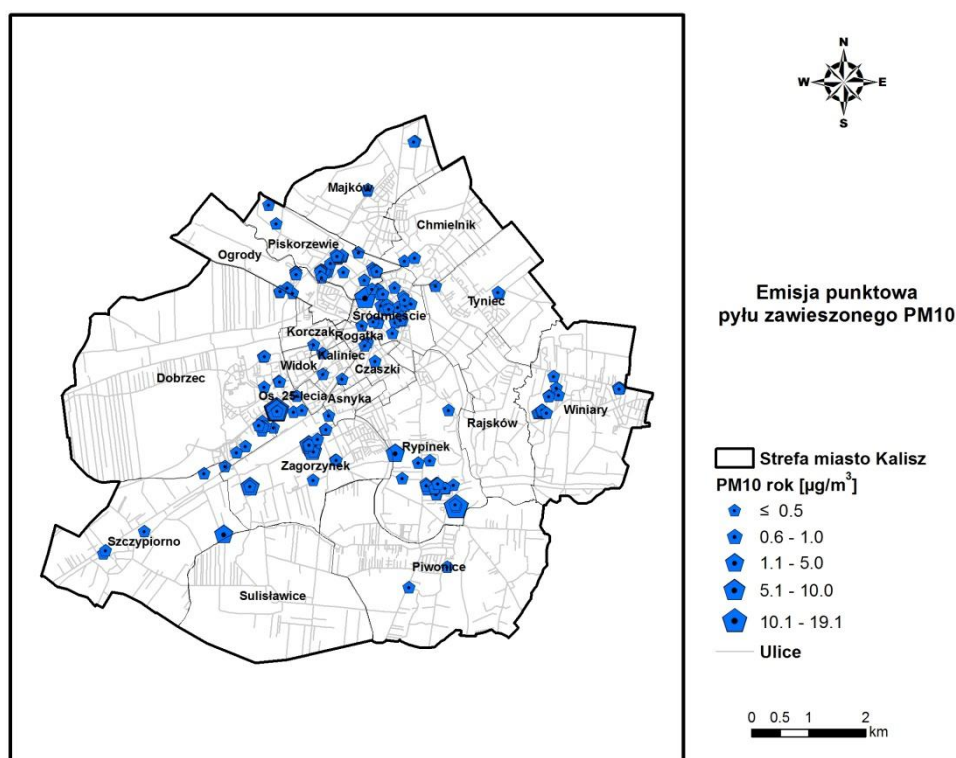 N
W E
S
Majków
Chmielnik
Piskorzewie
Ogrody
Tyniec
Śródmieście
Korczak
Rogatka
Kaliniec
Widok
Czaszki
Dobrzec
Os. 25-lecia
Asnyka
Winiary
Rajsków
Rypinek
Zagorzynek
Szczypiorno
Piwonice
Sulisławice
Emisja punktowa
pyłu zawieszonego PM10
Strefa miasto Kalisz
PM10 rok [µg/m³]
≤ 0.5
0.6 - 1.0
1.1 - 5.0
5.1 - 10.0
10.1 - 19.1
Ulice
0 0.5 1 2
km